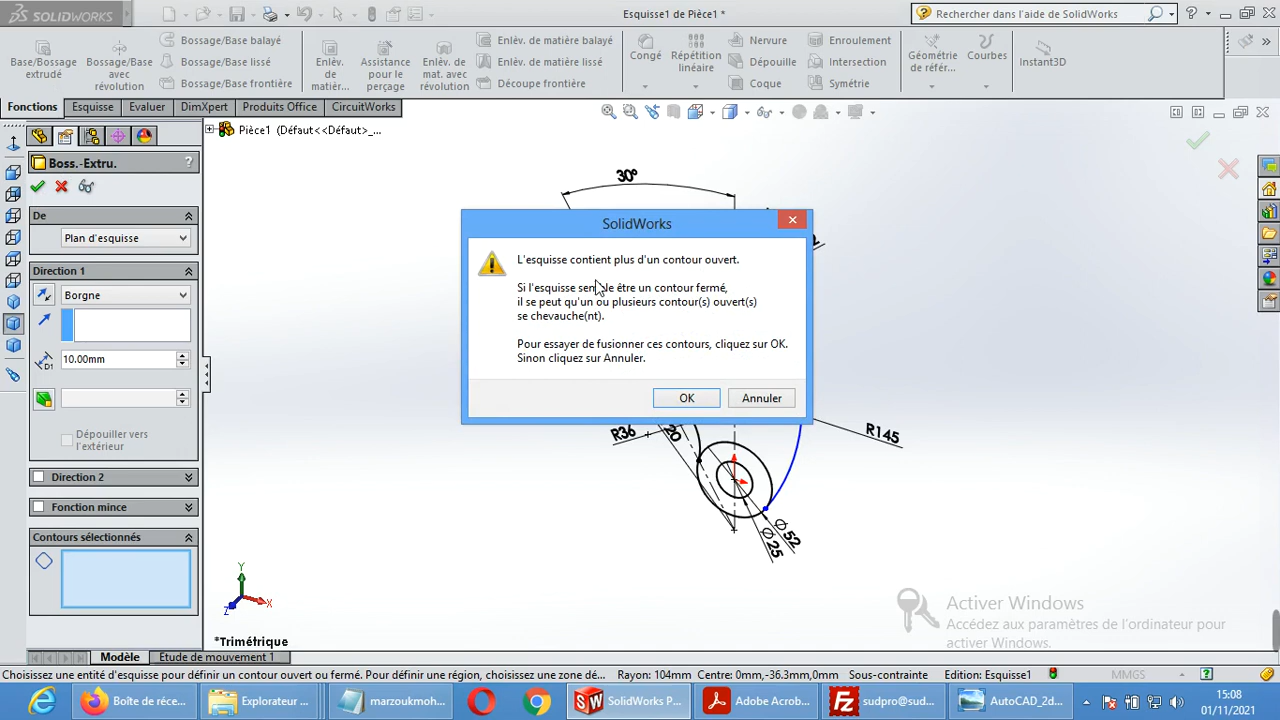 SOLIDWORKS
Esquisse1 de Pièce1 *
Rechercher dans l'aide de SolidWorks
Base/Bossage extrudé
Bossage/Base avec révolution
Bossage/Base balayé
Bossage/Base lissé
Bossage/Base frontière
Enlèv. de matière...
Assistance pour le perçage
Enlèv. de mat. avec révolution
Enlèv. de matière balayé
Enlèv. de matière lissé
Découpe frontière
Congé
Répétition linéaire
Nervure
Dépouille
Coque
Enroulement
Intersection
Symétrie
Géométrie de référ...
Courbes
Instant3D
Fonctions
Esquisse
Evaluer
DimXpert
Produits Office
CircuitWorks
Pièce1 (Défaut<<Défaut>_...
Boss.-Extru.
?
De
Plan d'esquisse
Direction 1
Borgne
10.00mm
Dépouiller vers l'extérieur
Direction 2
Fonction mince
Contours sélectionnés
30°
SolidWorks
L'esquisse contient plus d'un contour ouvert.
Si l'esquisse semble être un contour fermé,
il se peut qu'un ou plusieurs contour(s) ouvert(s)
se chevauche(nt).
Pour essayer de fusionner ces contours, cliquez sur OK.
Sinon cliquez sur Annuler.
OK
Annuler
R36
20
R145
Ø 52
Ø 25
Y
X
Z
*Trimétrique
Activer Windows
Accédez aux paramètres de l'ordinateur pour
activer Windows.
Modèle
Etude de mouvement 1
Choisissez une entité d'esquisse pour définir un contour ouvert ou fermé. Pour définir une région, choisissez une zone de
Rayon: 104mm
Centre: 0mm,-36.3mm,0mm
Sous-contrainte
Edition: Esquisse1
MMGS
Boîte de réce...
Explorateur ...
marzoukmoh...
SolidWorks P...
Adobe Acrob...
sudpro@sud...
AutoCAD_2d...
15:08
01/11/2021